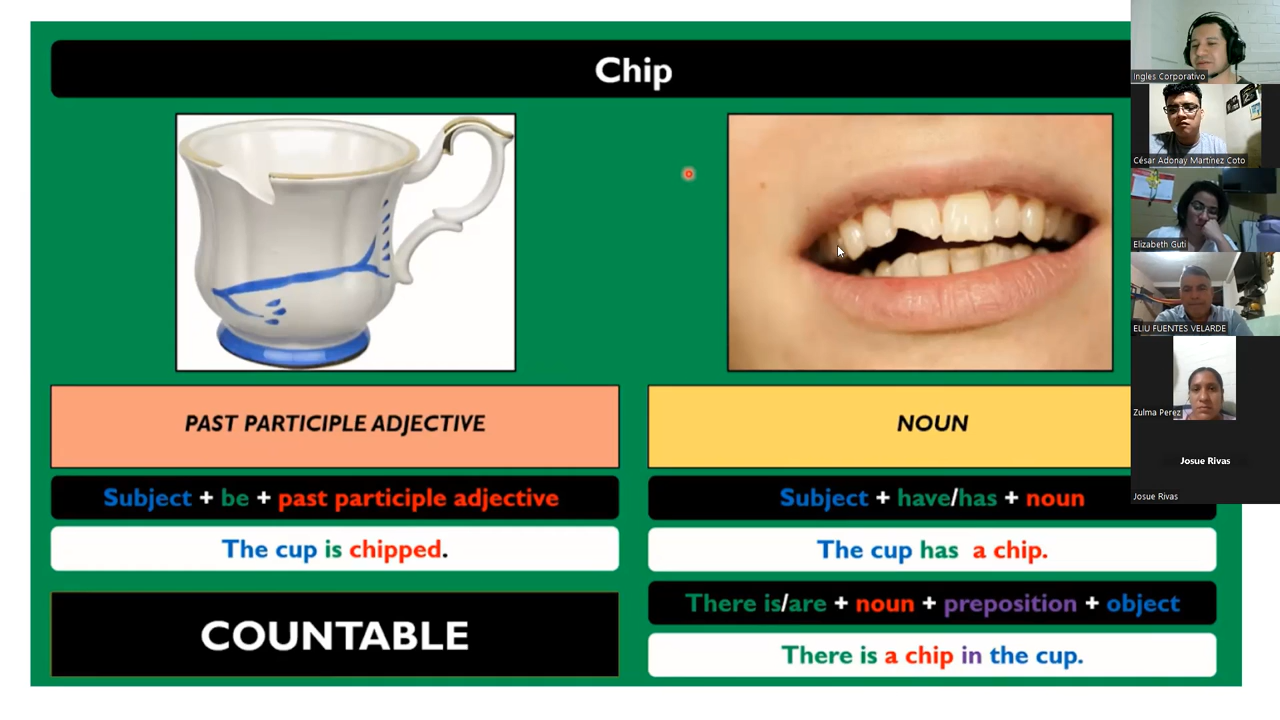 Chip
PAST PARTICIPLE ADJECTIVE
Subject + be + past participle adjective
The cup is chipped.
COUNTABLE
NOUN
Subject + have/has + noun
The cup has a chip.
There is/are + noun + preposition + object
There is a chip in the cup.
Ingles Corporativo
César Adonay Martínez Coto
Elizabeth Guti
ELIU FUENTES VELARDE
Zulma Perez
Josue Rivas
Josue Rivas